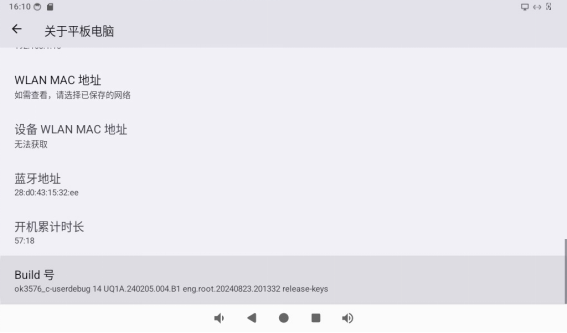 16:10
关于平板电脑
WLAN MAC 地址
如需查看，请选择已保存的网络
设备 WLAN MAC 地址
无法获取
蓝牙地址
28:d0:43:15:32:ee
开机累计时长
57:18
Build 号
ok3576_c-userdebug 14 UQ1A.240205.004.B1 eng.root.20240823.201332 release-keys